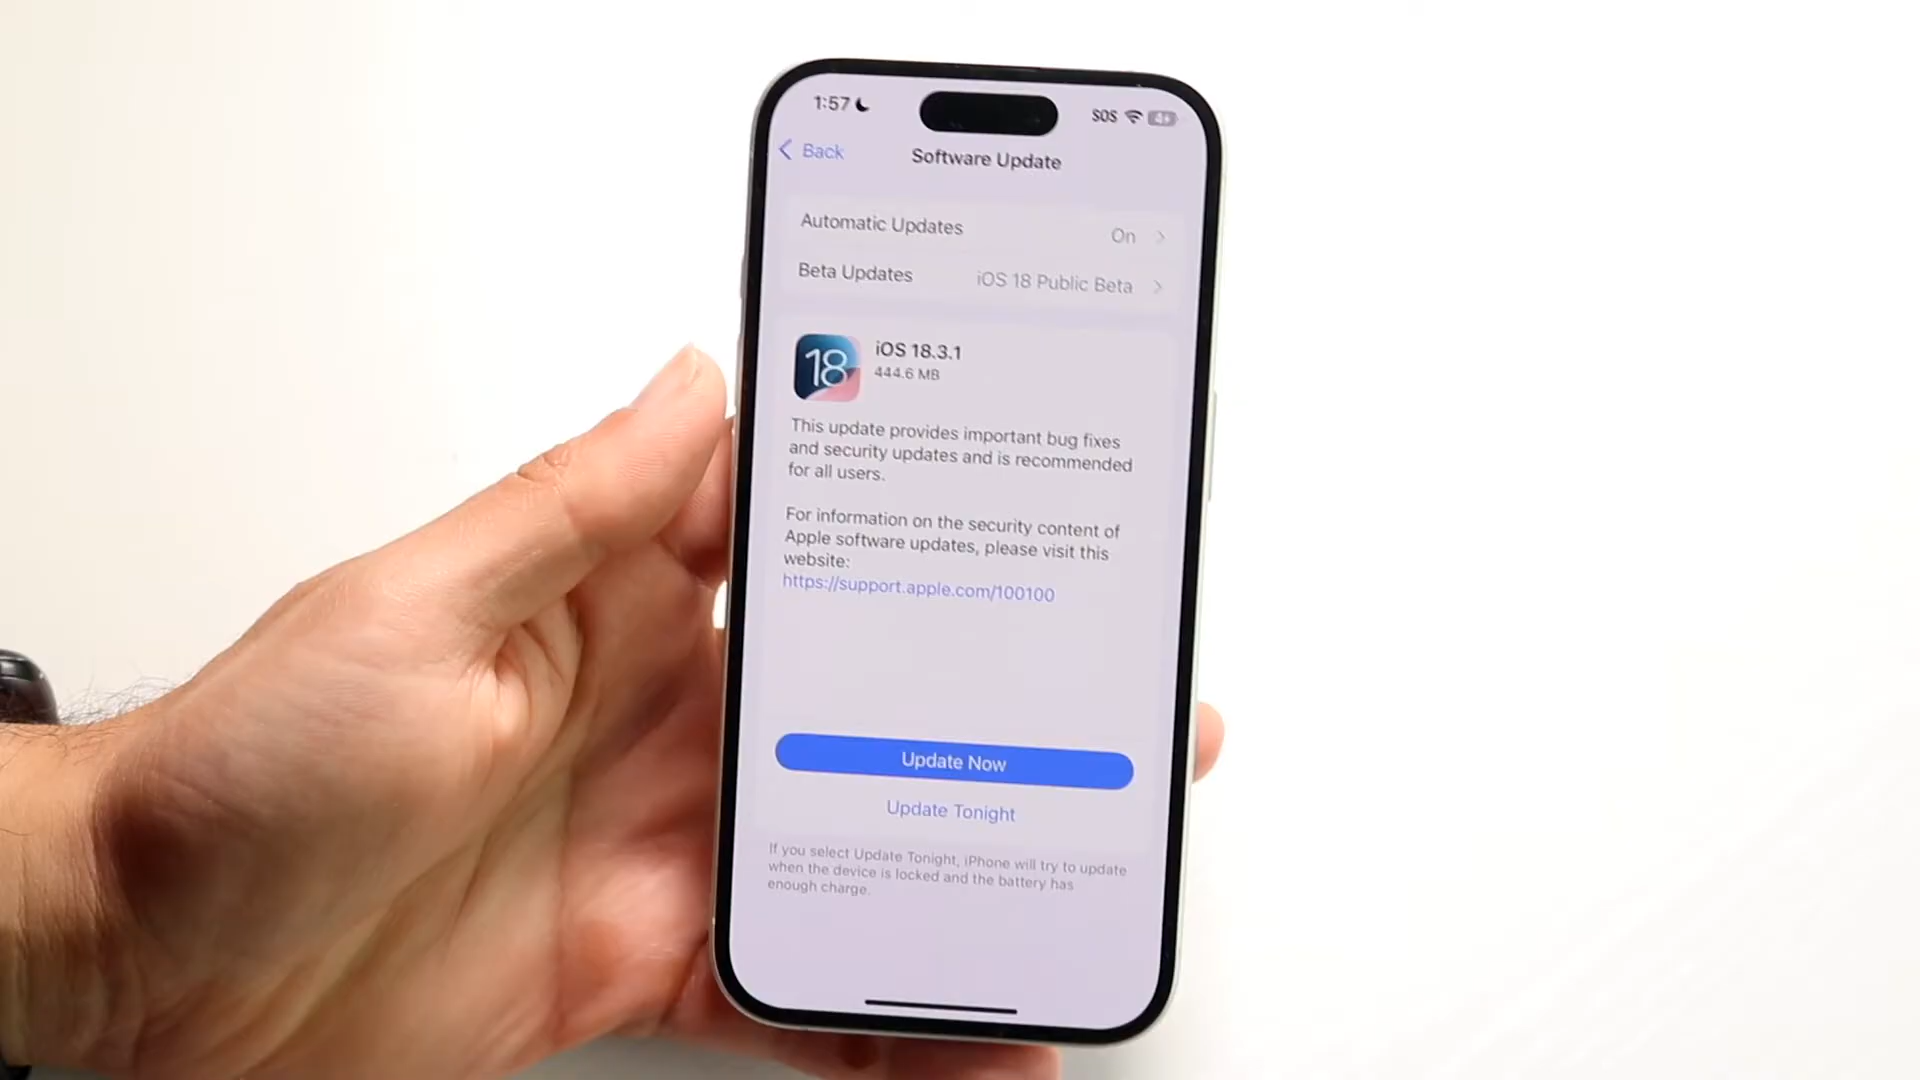 1:57
SOS
Back
Software Update
Automatic Updates
On
Beta Updates
iOS 18 Public Beta
18
iOS 18.3.1
444.6 MB
This update provides important bug fixes
and security updates and is recommended
for all users.
For information on the security content of
Apple software updates, please visit this
website:
https://support.apple.com/100100
Update Now
Update Tonight
If you select Update Tonight, iPhone will try to update
when the device is locked and the battery has
enough charge.